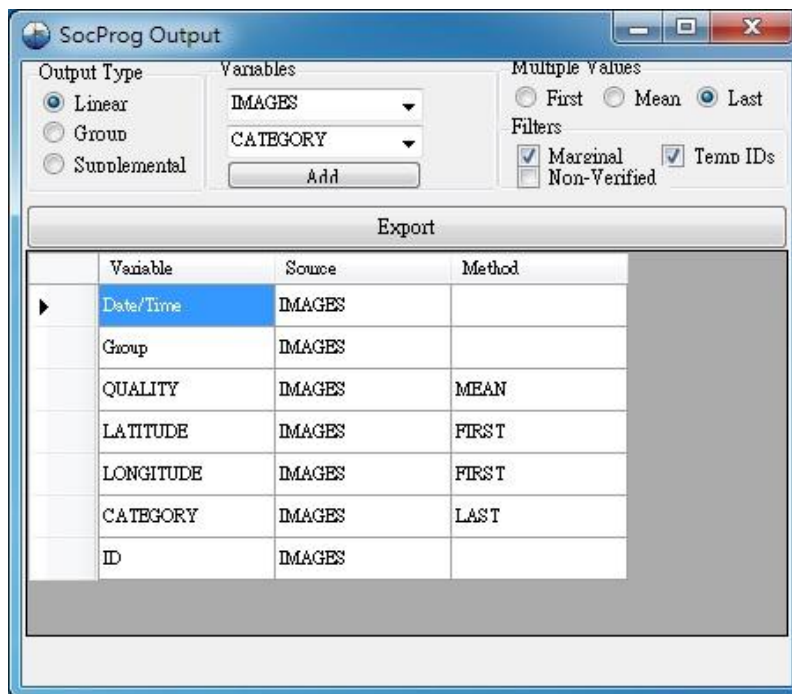 SocProg Output
Output Type
Linear
Group
Supplemental
Variables
IMAGES
CATEGORY
Add
Multiple Values
First Mean Last
Filters
Marginal Temp IDs
Non-Verified
Export
Variable Source Method
Date/Time IMAGES
Group IMAGES
QUALITY IMAGES MEAN
LATITUDE IMAGES FIRST
LONGITUDE IMAGES FIRST
CATEGORY IMAGES LAST
ID IMAGES